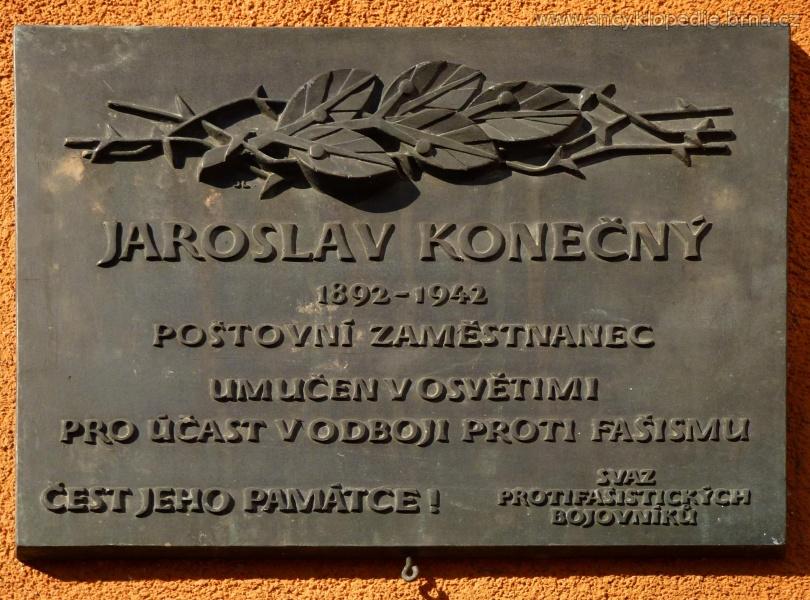 www.encyklopedie.brna.cz
JAROSLAV KONEČNÝ
1892-1942
POŠTOVNÍ ZAMĚSTNANEC
UMUČEN V OSVĚTIMI
PRO ÚČAST V ODBOJI PROTI FAŠISMU
ČEST JEHO PAMÁTCE!
SVAZ
PROTIFAŠISTICKÝCH
BOJOVNÍKŮ